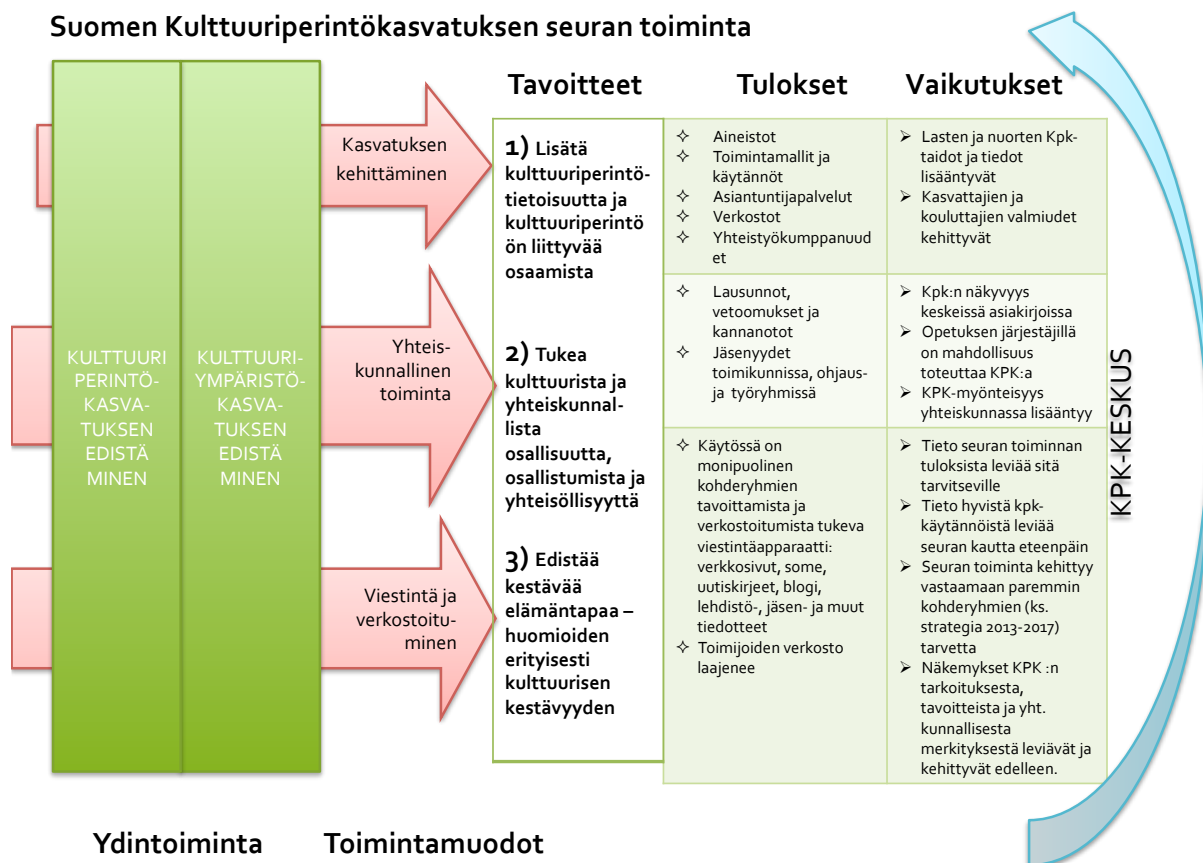 Suomen Kulttuuriperintökasvatuksen seuran toiminta
KULTTUURI
PERINTÖ-
KASVA-
TUKSEN
EDISTÄ
MINEN
KULTTUURI-
YMPÄRISTÖ-
KASVA-
TUKSEN
EDISTÄ
MINEN
Kasvatuksen
kehittäminen
Yhteis-
kunnallinen
toiminta
Viestintä ja
verkostoitu-
minen
Tavoitteet
1) Lisätä
kulttuuriperintö-
tietoisuutta ja
kulttuuriperintö
ön liittyvää
osaamista
2) Tukea
kulttuurista ja
yhteiskunnal-
lista
osallisuutta,
osallistumista ja
yhteisöllisyyttä
3) Edistää
kestävää
elämäntapaa –
huomioiden
erityisesti
kulttuurisen
kestävyyden
Tulokset
✧ Aineistot
✧ Toimintamallit ja
käytännöt
✧ Asiantuntijapalvelut
✧ Verkostot
✧ Yhteistyökumppanuud
et
✧ Lausunnot,
vetoomukset ja
kannanotot
✧ Jäsenyydet
toimikunnissa, ohjaus-
ja työryhmissä
✧ Käytössä on
monipuolinen
kohderyhmien
tavoittamista ja
verkostoitumista tukeva
viestintäapparaatti:
verkkosivut, some,
uutiskirjeet, blogi,
lehdistö-, jäsen- ja muut
tiedotteet
✧ Toimijoiden verkosto
laajenee
Vaikutukset
➢ Lasten ja nuorten Kpk-
taidot ja tiedot
lisääntyvät
➢ Kasvattajien ja
kouluttajien valmiudet
kehittyvät
➢ Kpk:n näkyvyys
keskeissä asiakirjoissa
➢ Opetuksen järjestäjillä
on mahdollisuus
toteuttaa KPK:a
➢ KPK-myönteisyys
yhteiskunnassa lisääntyy
➢ Tieto seuran toiminnan
tuloksista leviää sitä
tarvitseville
➢ Tieto hyvistä kpk-
käytännöistä leviää
seuran kautta eteenpäin
➢ Seuran toiminta kehittyy
vastaamaan paremmin
kohderyhmien (ks.
strategia 2013-2017)
tarvetta
➢ Näkemykset KPK :n
tarkoituksesta,
tavoitteista ja yht.
kunnallisesta
merkityksestä leviävät ja
kehittyvät edelleen.
KPK-KESKUS
Ydintoiminta
Toimintamuodot